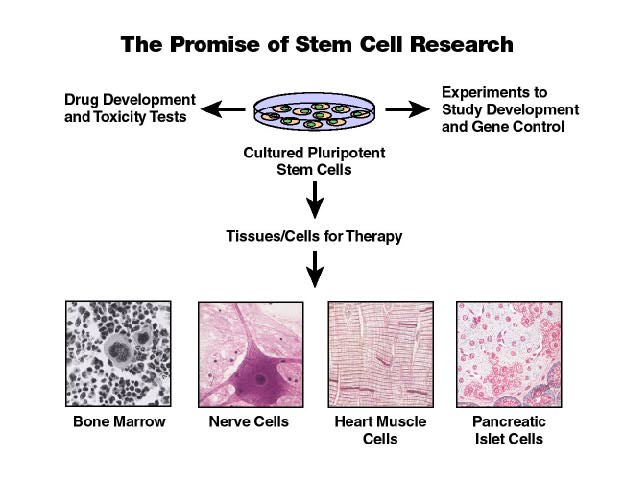 The Promise of Stem Cell Research
Drug Development
and Toxicity Tests
Experiments to
Study Development
and Gene Control
Cultured Pluripotent
Stem Cells
Tissues/Cells for Therapy
Bone Marrow
Nerve Cells
Heart Muscle
Cells
Pancreatic
Islet Cells